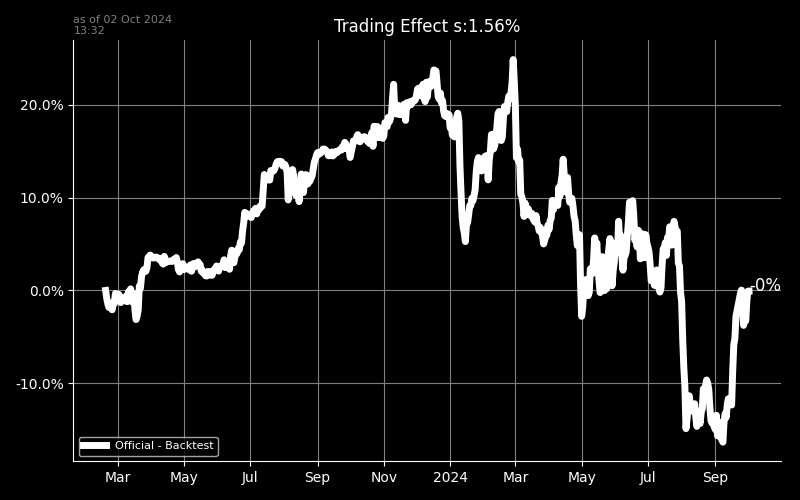 as of 02 Oct 2024
13:32
Trading Effect s:1.56%
20.0%
10.0%
0.0%
-10.0%
-0%
Official - Backtest
Mar May Jul Sep Nov 2024 Mar May Jul Sep